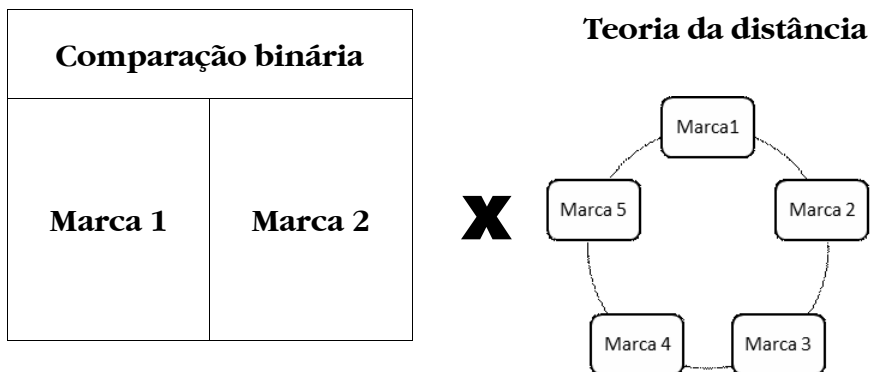 Comparação binária
Marca 1
Marca 2
X
Teoria da distância
Marca1
Marca 5
Marca 2
Marca 4
Marca 3